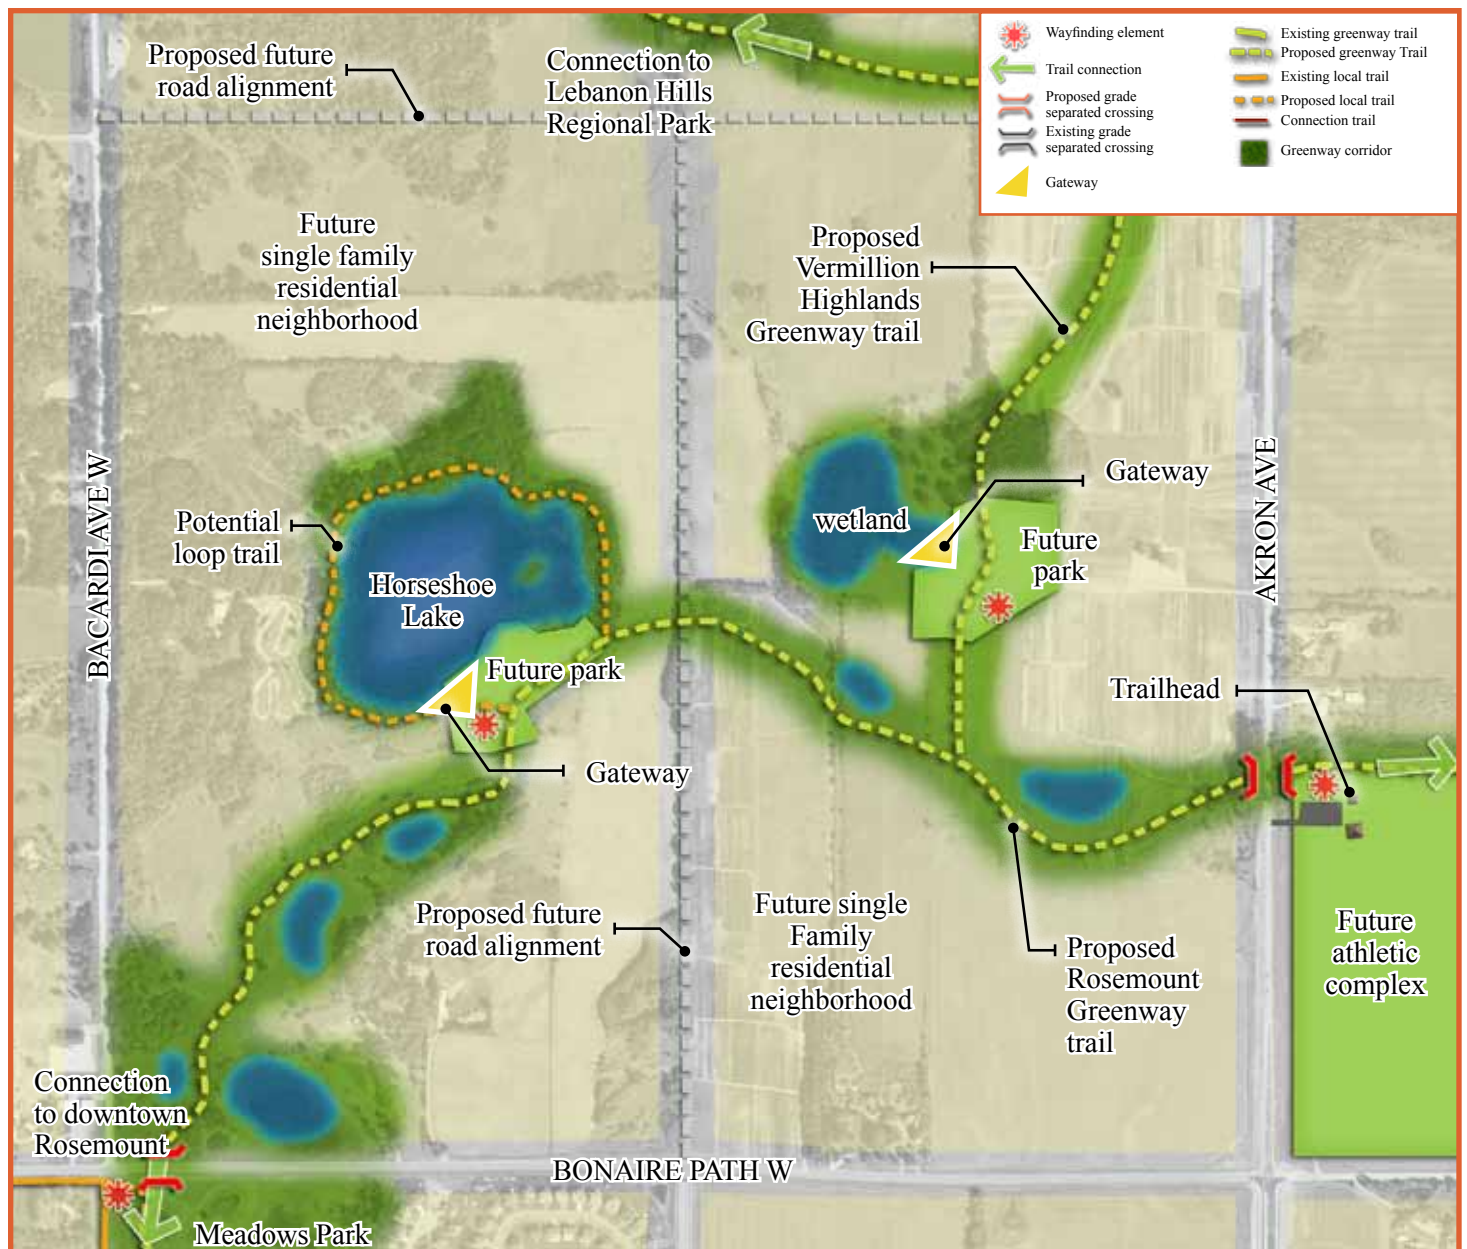 Proposed future
road alignment
Connection to
Lebanon Hills
Regional Park
Wayfinding element
Trail connection
Proposed grade
separated crossing
Existing grade
separated crossing
Gateway
Existing greenway trail
Proposed greenway Trail
Existing local trail
Proposed local trail
Connection trail
Greenway corridor
Future
single family
residential
neighborhood
Proposed
Vermillion
Highlands
Greenway trail
BACARDI AVE W
Potential
loop trail
Horseshoe
Lake
wetland
Gateway
Future
park
AKRON AVE
Future park
Trailhead
Gateway
Proposed future
road alignment
Future single
Family
residential
neighborhood
Proposed
Rosemount
Greenway
trail
Future
athletic
complex
Connection
to downtown
Rosemount
BONAIRE PATH W
Meadows Park